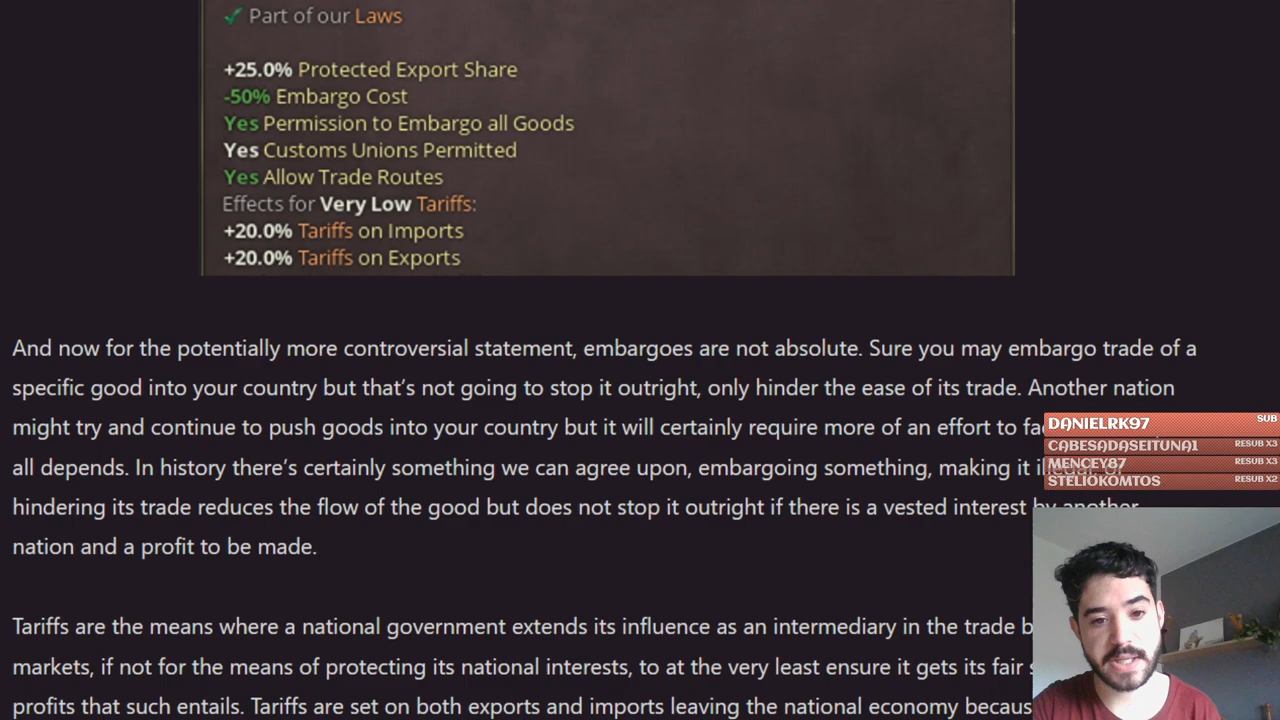 Part of our Laws
+25.0% Protected Export Share
-50% Embargo Cost
Yes Permission to Embargo all Goods
Yes Customs Unions Permitted
Yes Allow Trade Routes
Effects for Very Low Tariffs:
+20.0% Tariffs on Imports
+20.0% Tariffs on Exports
And now for the potentially more controversial statement, embargoes are not absolute. Sure you may embargo trade of a
specific good into your country but that's not going to stop it outright, only hinder the ease of its trade. Another nation
might try and continue to push goods into your country but it will certainly require more of an effort to
all depends. In history there's certainly something we can agree upon, embargoing something, making it
hindering its trade reduces the flow of the good but does not stop it outright if there is a vested interest by another
nation and a profit to be made.
DANIELRK97 SUB
CABESADASEITUNA1 RESUB X3
MENCEY87 RESUB X3
STELIOKOMTOS RESUB X2
Tariffs are the means where a national government extends its influence as an intermediary in the trade
markets, if not for the means of protecting its national interests, to at the very least ensure it gets its fair
profits that such entails. Tariffs are set on both exports and imports leaving the national economy